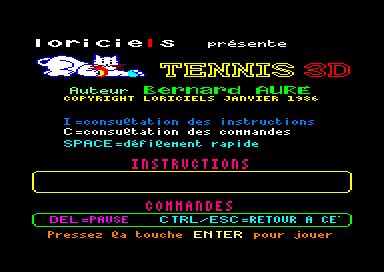 loriciels présente
TENNIS 3D
Auteur Bernard AURE
COPYRIGHT LORICIELS JANVIER 1986
I=consultation des instructions
C=consultation des commandes
SPACE=défilement rapide
INSTRUCTIONS
COMMANDES
DEL=PAUSE CTRL/ESC=RETOUR A CE
Pressez la touche ENTER pour jouer